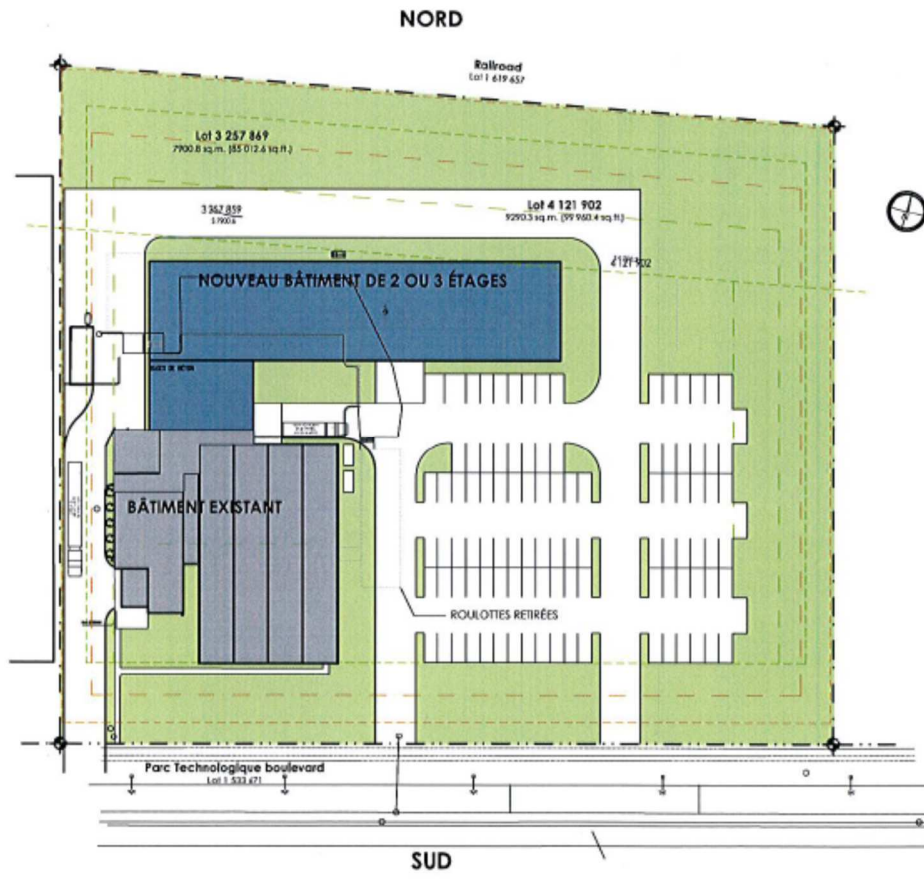 NORD
Railroad
Lot 1 619 657
Lot 3 257 869
7900.8 sq.m. (85 012.6 sq.ft.)
Lot 4 121 902
9290.3 sq.m. (99 960.4 sq.ft.)
NOUVEAU BÂTIMENT DE 2 OU 3 ÉTAGES
BÂTIMENT EXISTANT
ROULOTTES RETIRÉES
Parc Technologique boulevard
Lot 1 533 671
SUD